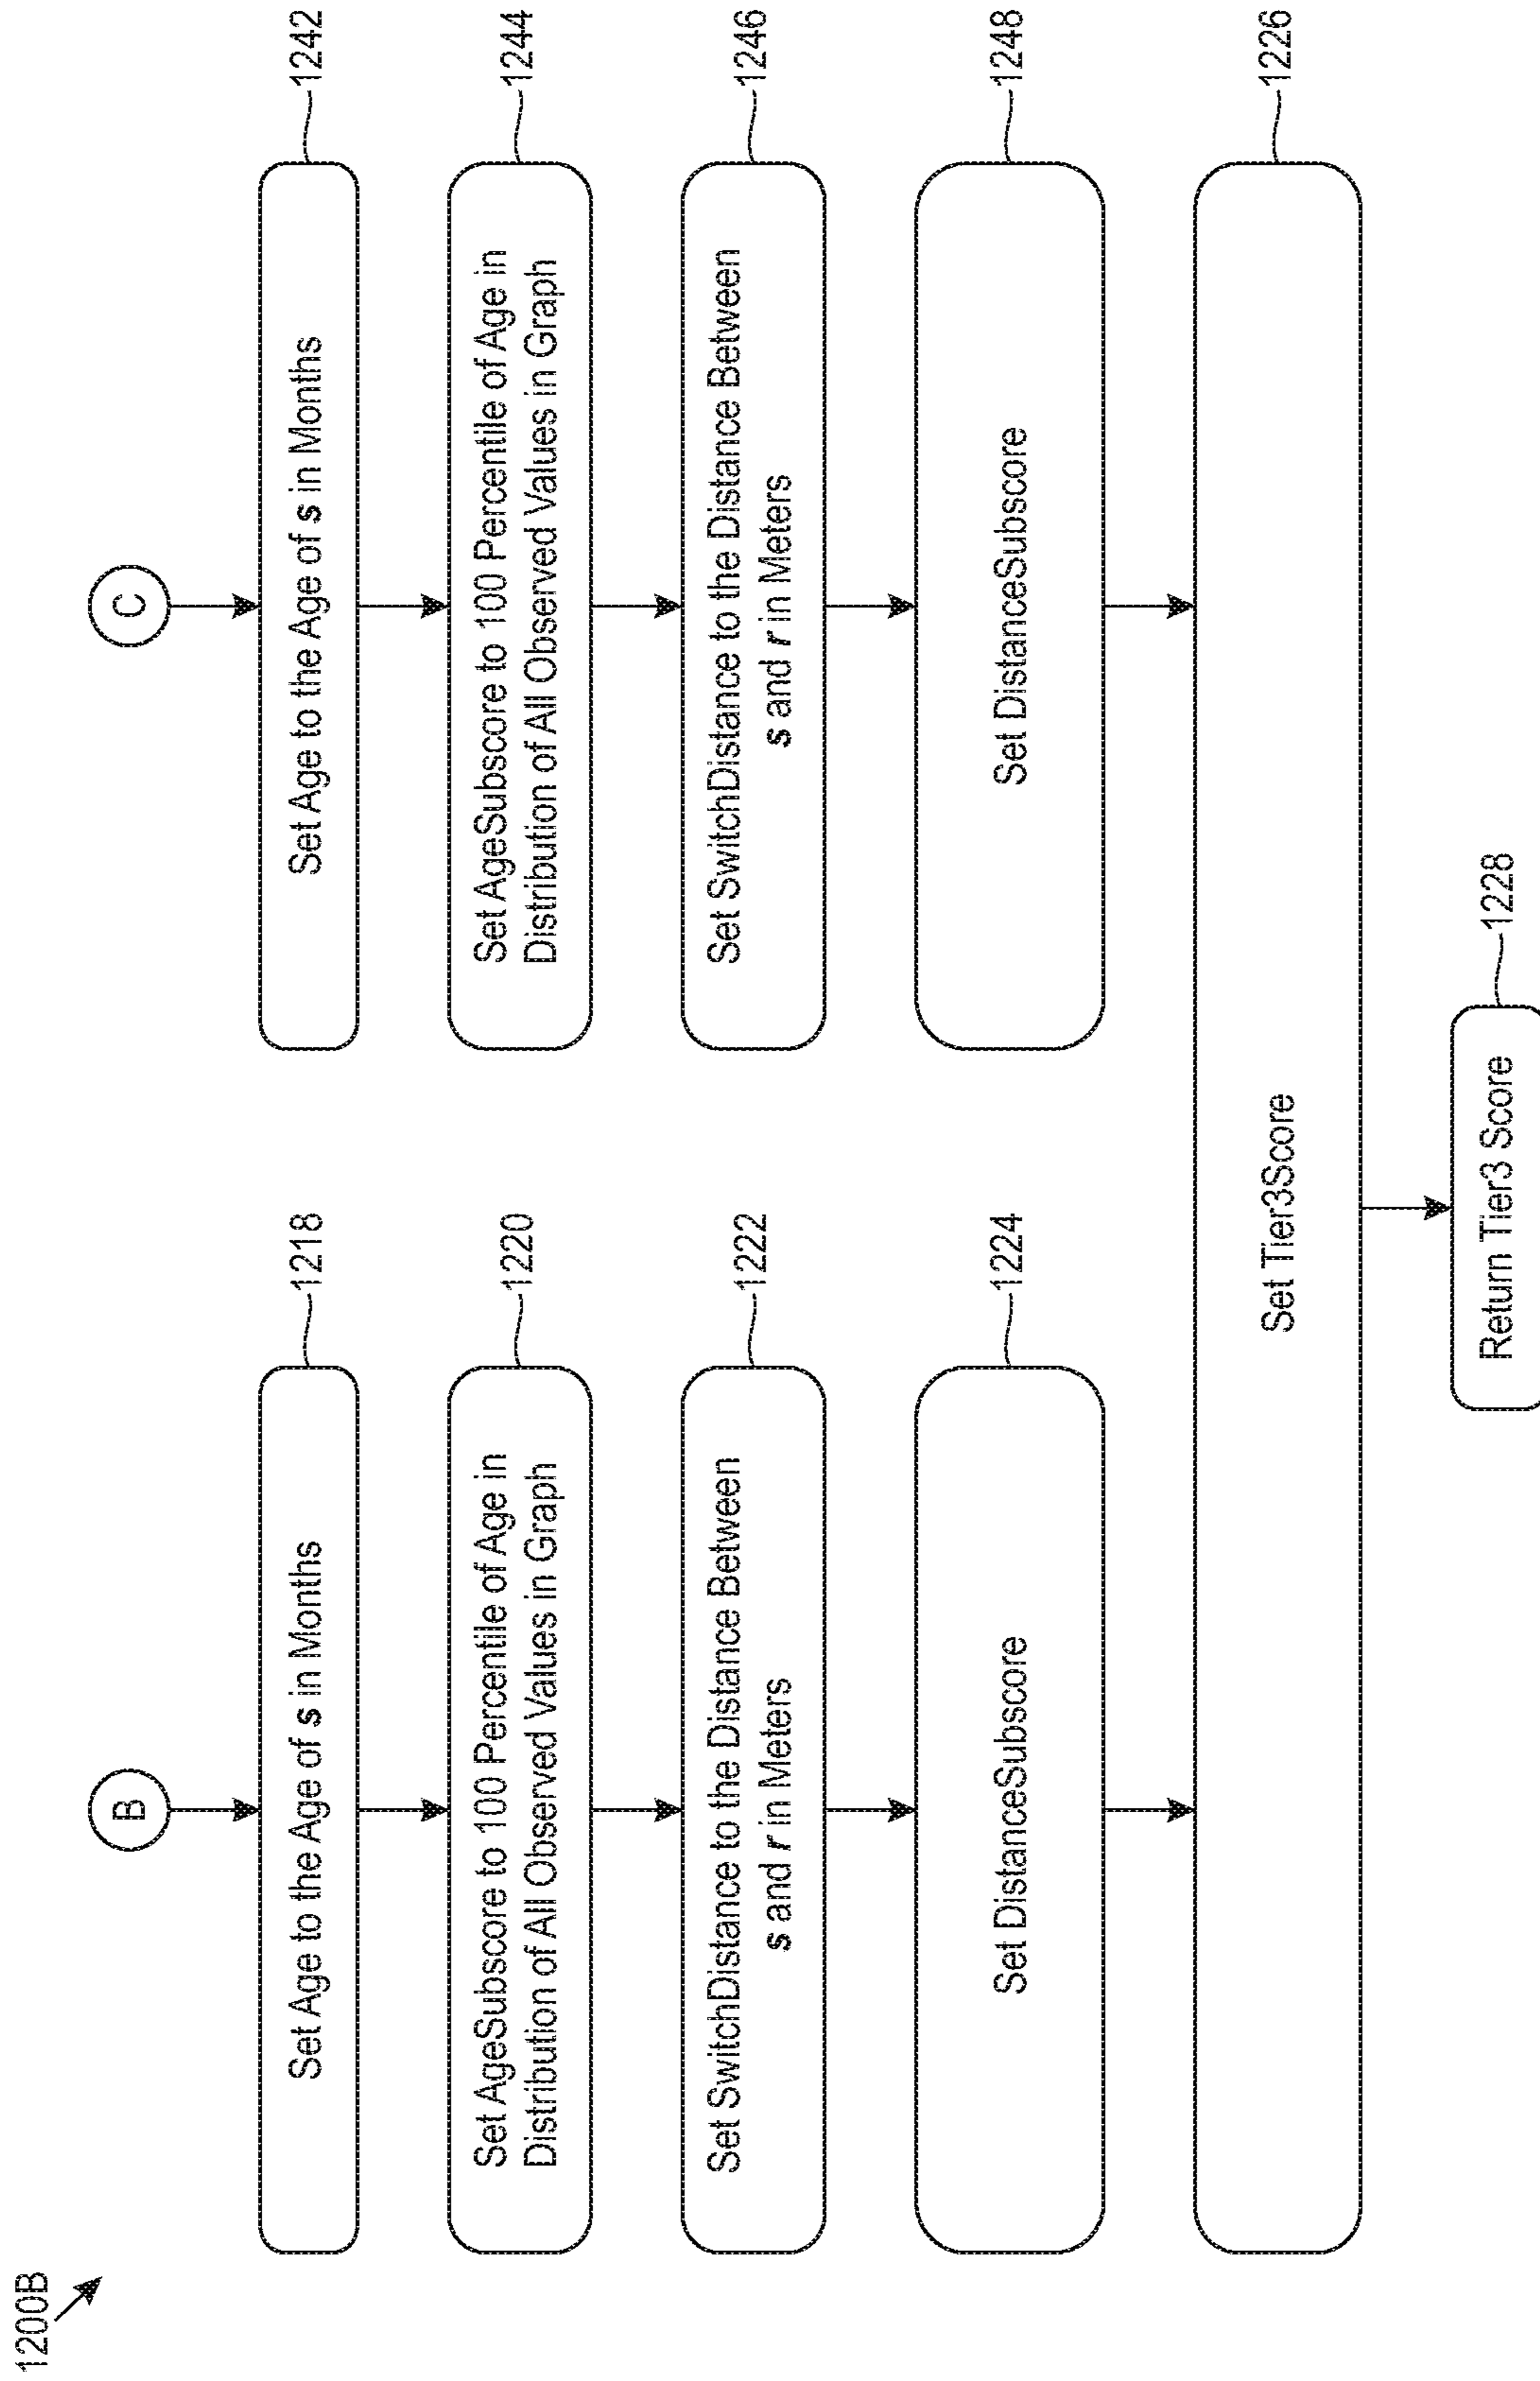 1200B
B
Set Age to the Age of s in Months
1218
Set AgeSubscore to 100 Percentile of Age in
Distribution of All Observed Values in Graph
1220
Set SwitchDistance to the Distance Between
s and r in Meters
1222
Set DistanceSubscore
1224
C
Set Age to the Age of s in Months
1242
Set AgeSubscore to 100 Percentile of Age in
Distribution of All Observed Values in Graph
1244
Set SwitchDistance to the Distance Between
s and r in Meters
1246
Set DistanceSubscore
1248
Set Tier3Score
1226
Return Tier3 Score
1228